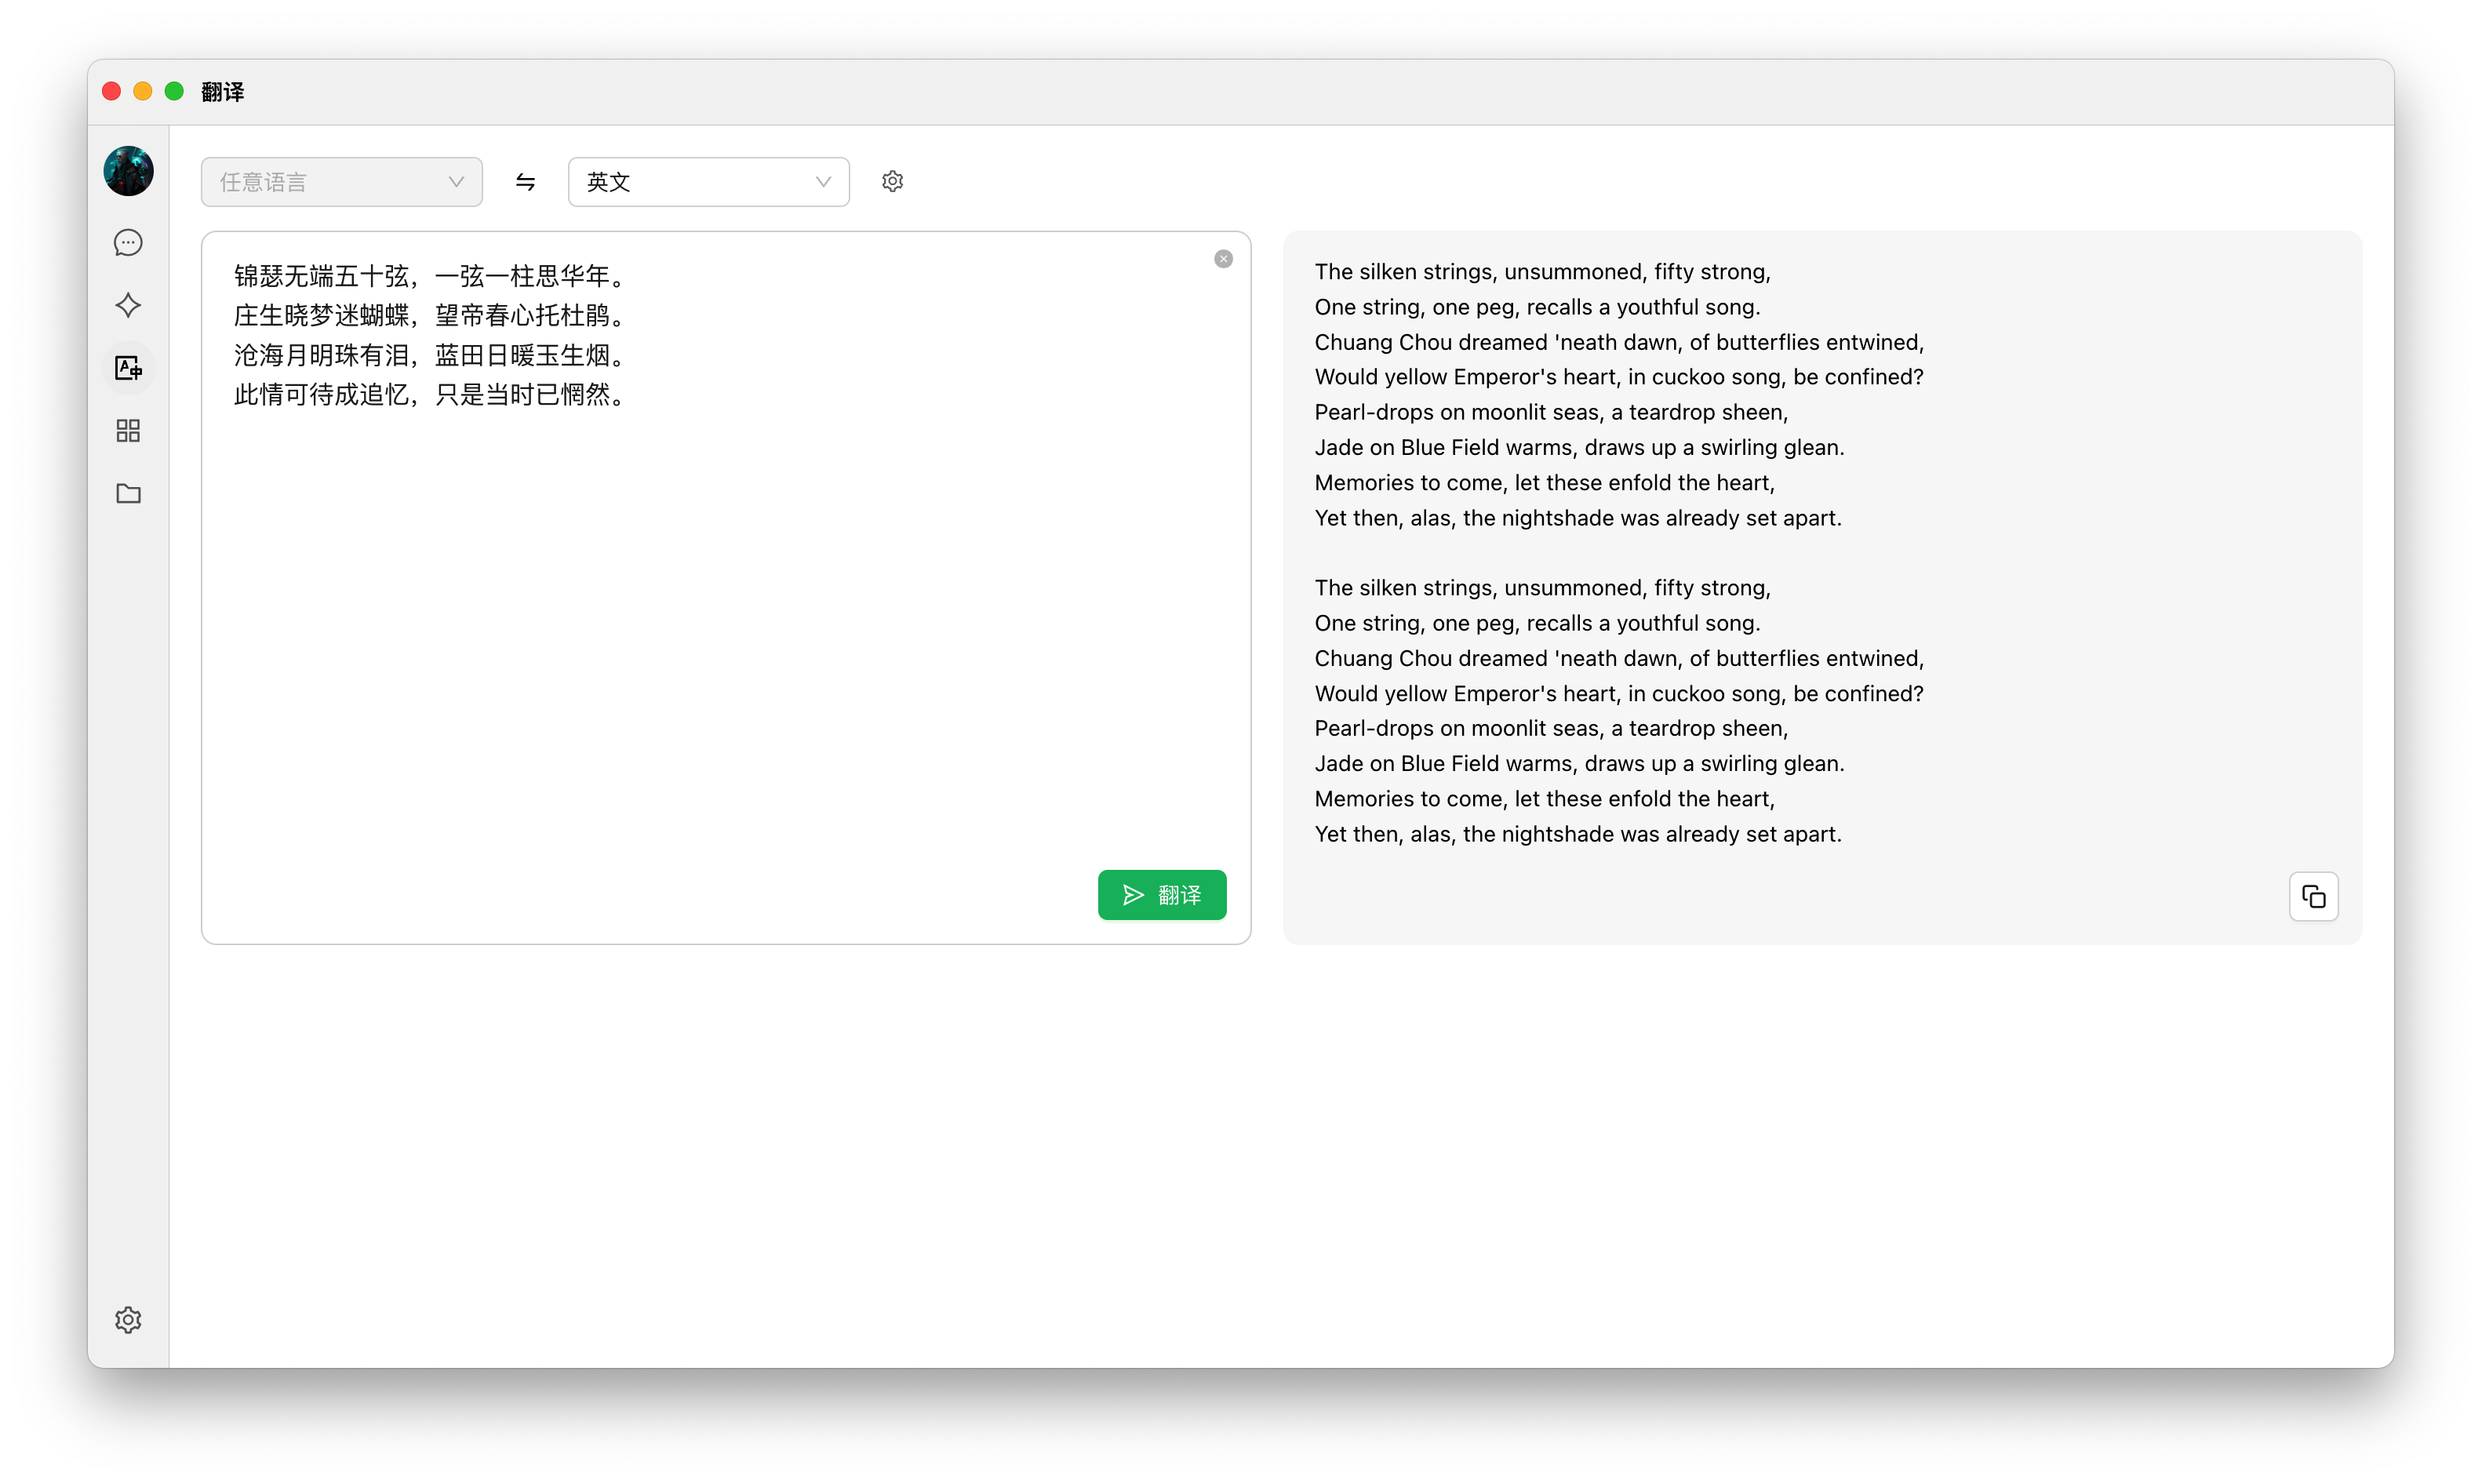 翻译
任意语言
英文
锦瑟无端五十弦，一弦一柱思华年。
庄生晓梦迷蝴蝶，望帝春心托杜鹃。
沧海月明珠有泪，蓝田日暖玉生烟。
此情可待成追忆，只是当时已惘然。
翻译
The silken strings, unsummoned, fifty strong,
One string, one peg, recalls a youthful song.
Chuang Chou dreamed 'neath dawn, of butterflies entwined,
Would yellow Emperor's heart, in cuckoo song, be confined?
Pearl-drops on moonlit seas, a teardrop sheen,
Jade on Blue Field warms, draws up a swirling glean.
Memories to come, let these enfold the heart,
Yet then, alas, the nightshade was already set apart.
The silken strings, unsummoned, fifty strong,
One string, one peg, recalls a youthful song.
Chuang Chou dreamed 'neath dawn, of butterflies entwined,
Would yellow Emperor's heart, in cuckoo song, be confined?
Pearl-drops on moonlit seas, a teardrop sheen,
Jade on Blue Field warms, draws up a swirling glean.
Memories to come, let these enfold the heart,
Yet then, alas, the nightshade was already set apart.